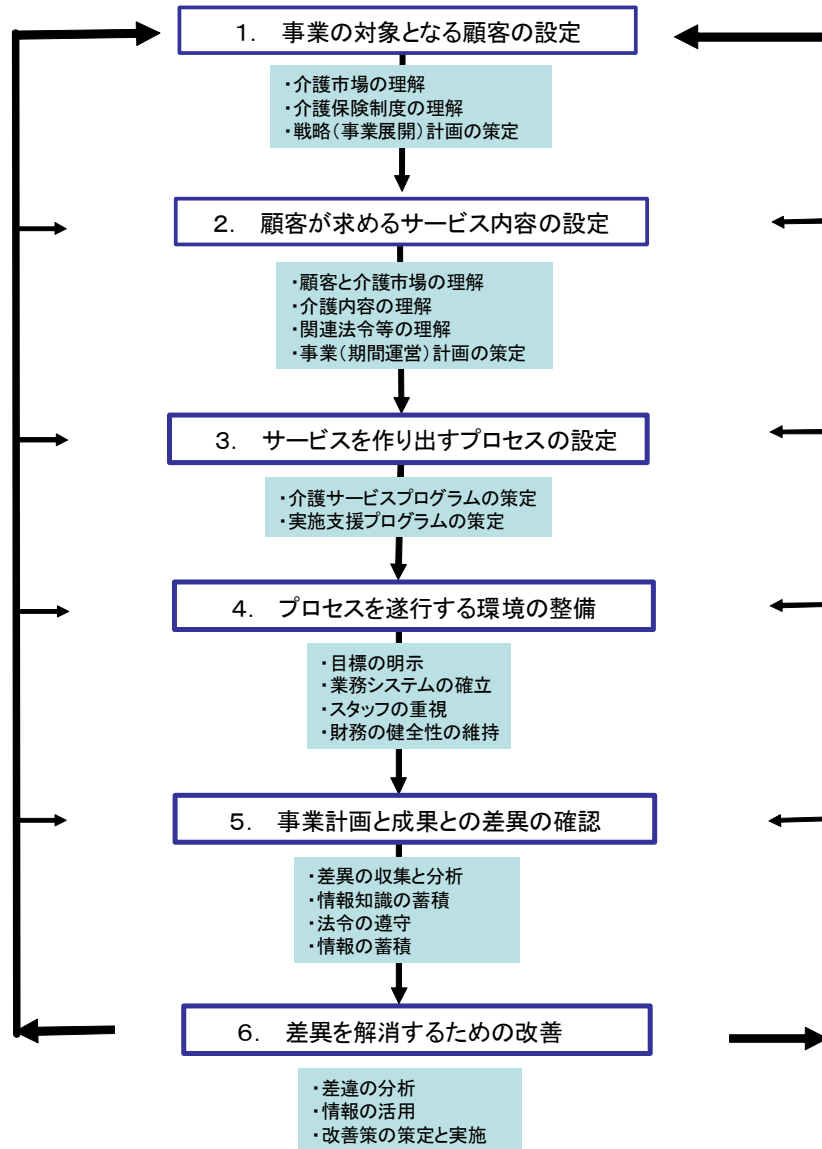 １． 事業の対象となる顧客の設定
・介護市場の理解
・介護保険制度の理解
・戦略（事業展開）計画の策定
２． 顧客が求めるサービス内容の設定
・顧客と介護市場の理解
・介護内容の理解
・関連法令等の理解
・事業（期間運営）計画の策定
３． サービスを作り出すプロセスの設定
・介護サービスプログラムの策定
・実施支援プログラムの策定
４． プロセスを遂行する環境の整備
・目標の明示
・業務システムの確立
・スタッフの重視
・財務の健全性の維持
５． 事業計画と成果との差異の確認
・差異の収集と分析
・情報知識の蓄積
・法令の遵守
・情報の蓄積
６． 差異を解消するための改善
・差違の分析
・情報の活用
・改善策の策定と実施